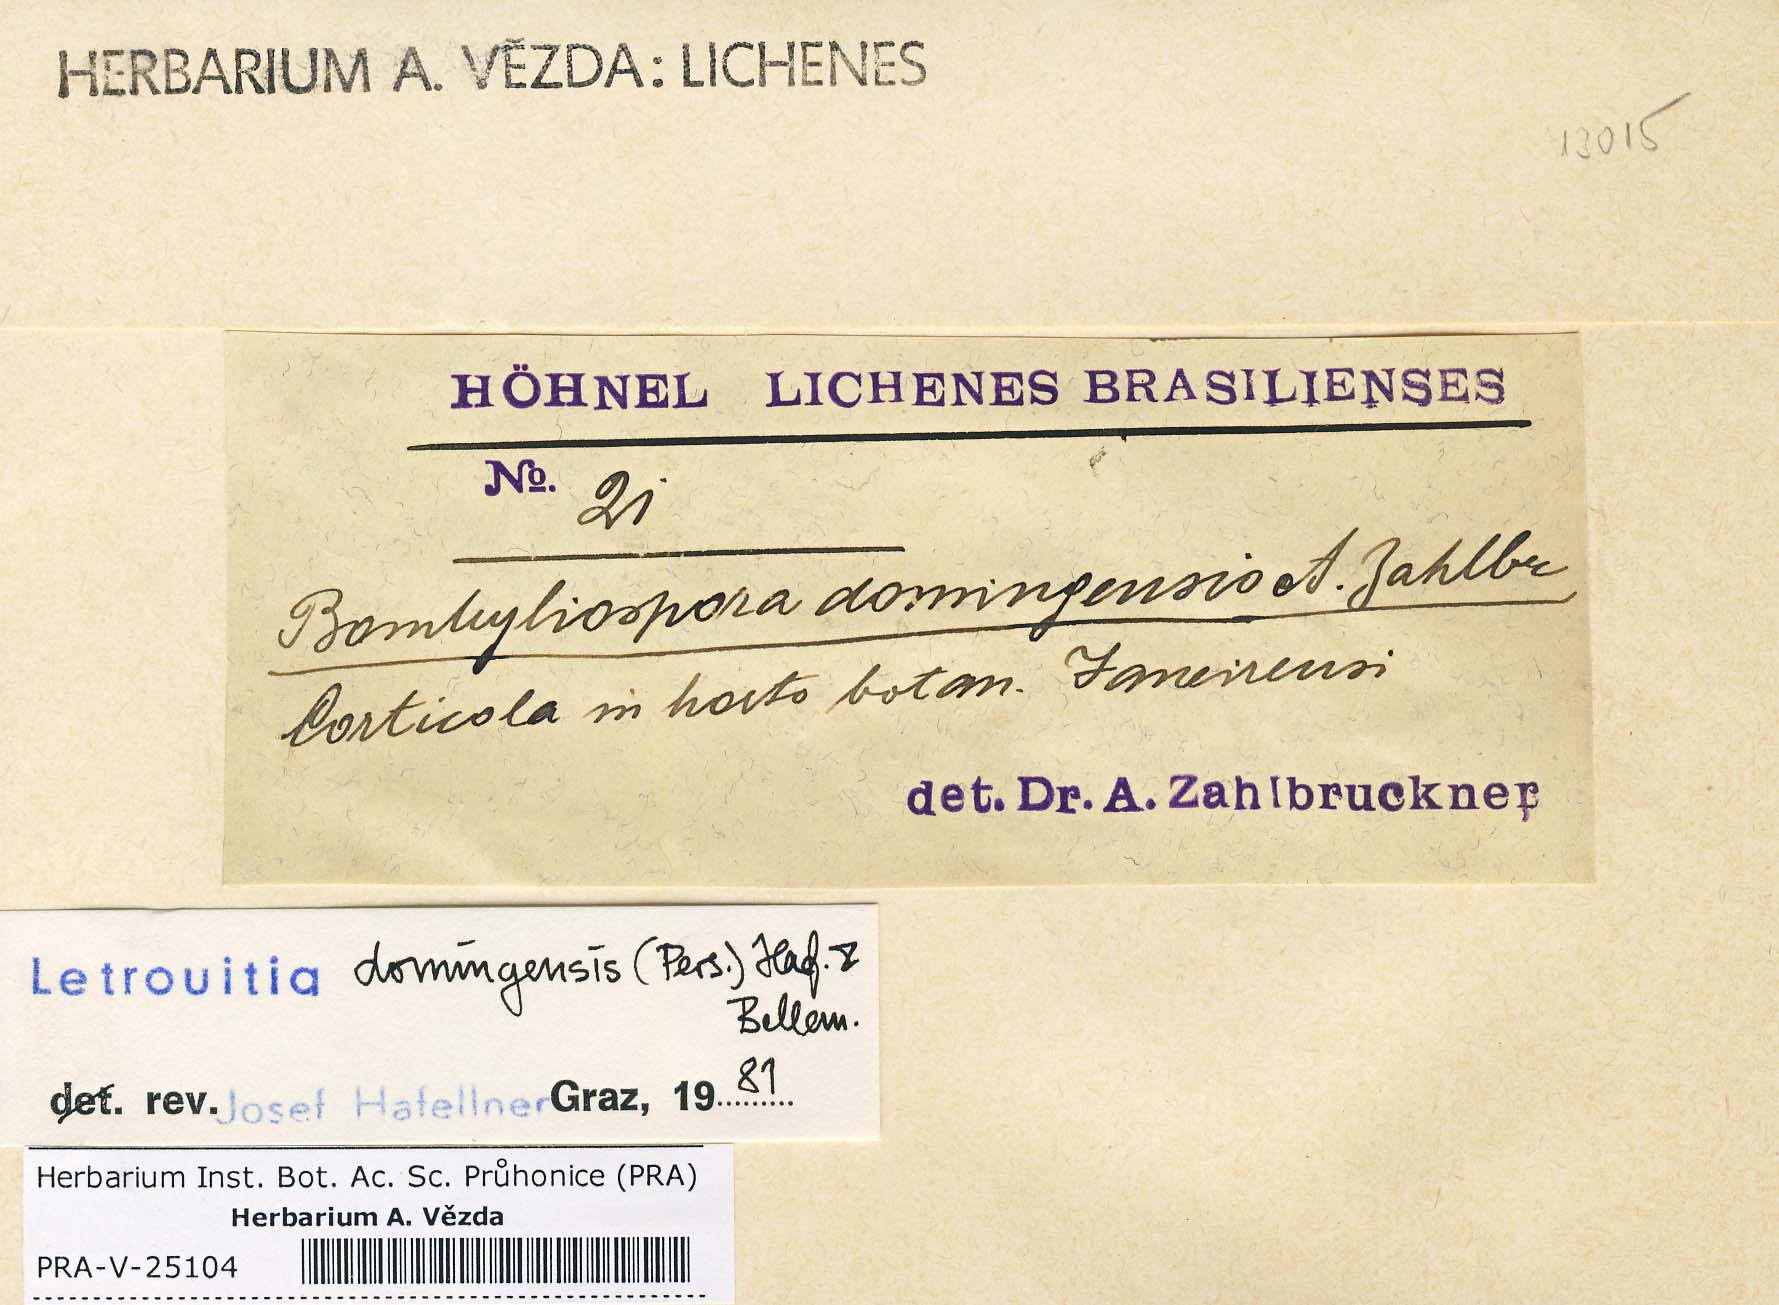 HERBARIUM A. VĚZDA: LICHENES
13015
HÖHNEL LICHENES BRASILIENSES
No. 21
Bombyliospora domingensis A. Zahlbr
Corticola in horto botan. Janeirensi
det. Dr. A. Zahlbruckner
Letrouitia domingensis (Pers.) Haf. &
Bellem.
det. rev. Josef Hafellner Graz, 1981
Herbarium Inst. Bot. Ac. Sc. Průhonice (PRA)
Herbarium A. Vězda
PRA-V-25104